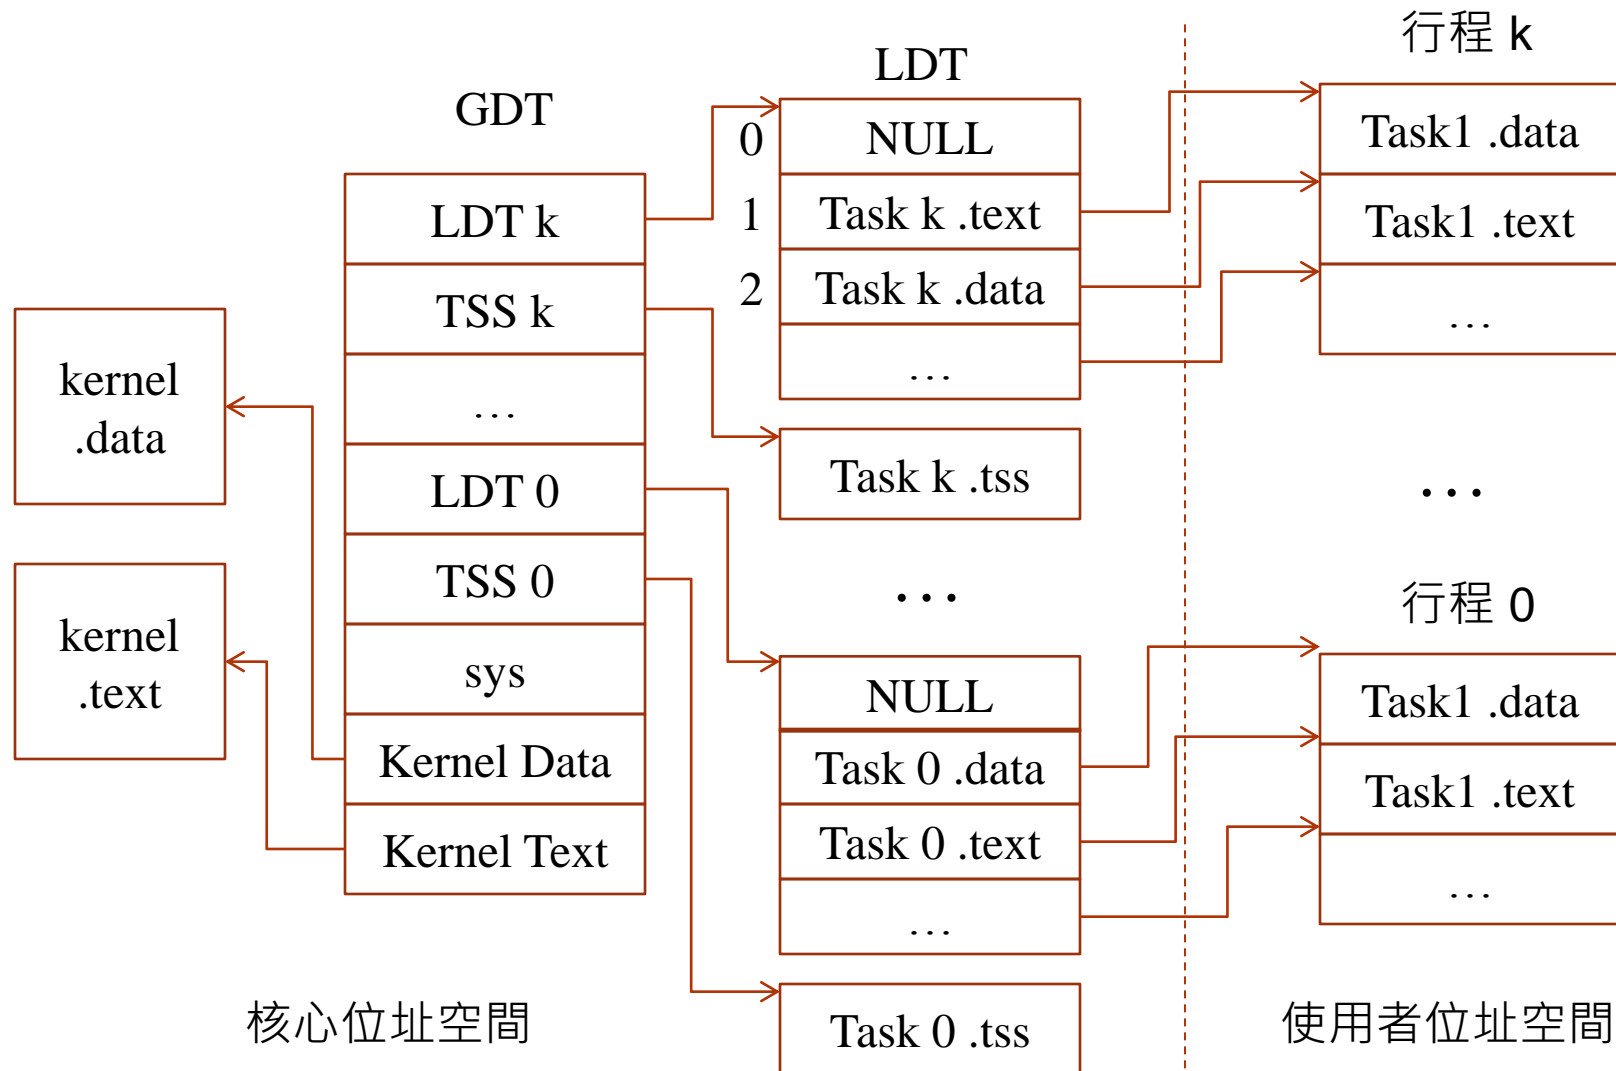 行程 k
LDT
GDT
0
NULL
1
Task k .text
2
Task k .data
…
Task k .tss
Task1 .data
Task1 .text
…
LDT k
TSS k
…
LDT 0
TSS 0
sys
Kernel Data
Kernel Text
kernel
.data
kernel
.text
…
…
行程 0
NULL
Task 0 .data
Task 0 .text
…
Task 0 .tss
Task1 .data
Task1 .text
…
核心位址空間
使用者位址空間